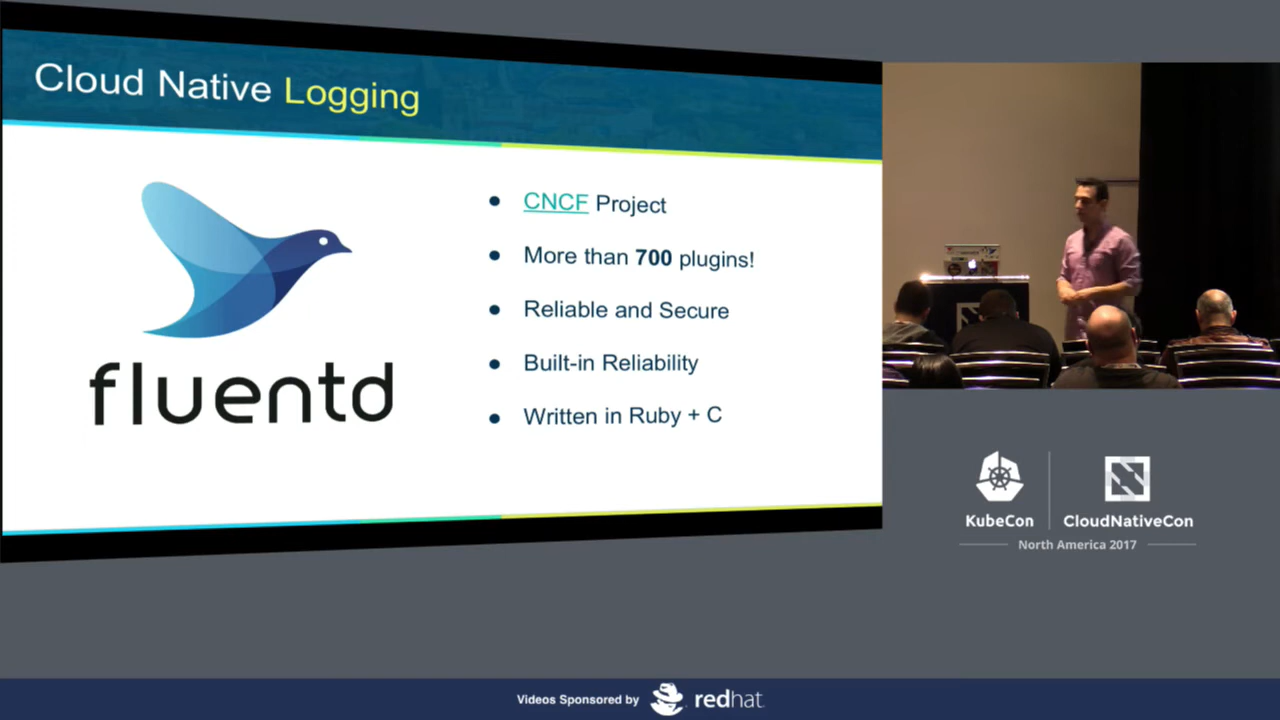 Cloud Native Logging
fluentd
CNCF Project
More than 700 plugins!
Reliable and Secure
Built-in Reliability
Written in Ruby + C
KubeCon
CloudNativeCon
North America 2017
Videos Sponsored by
redhat.